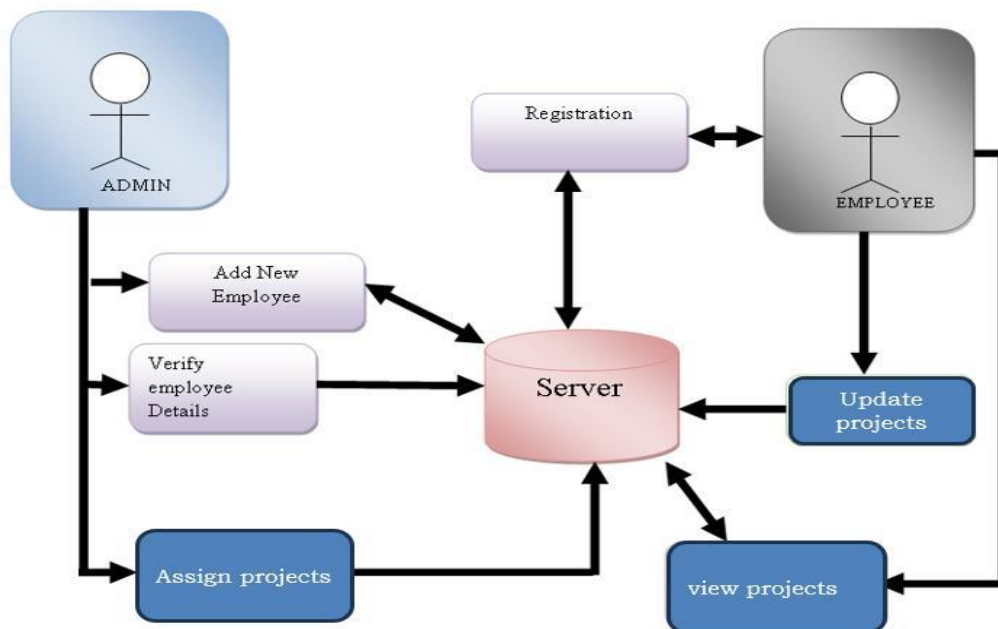 ADMIN
Registration
EMPLOYEE
Add New
Employee
Verify
employee
Details
Server
Update
projects
Assign projects
view projects